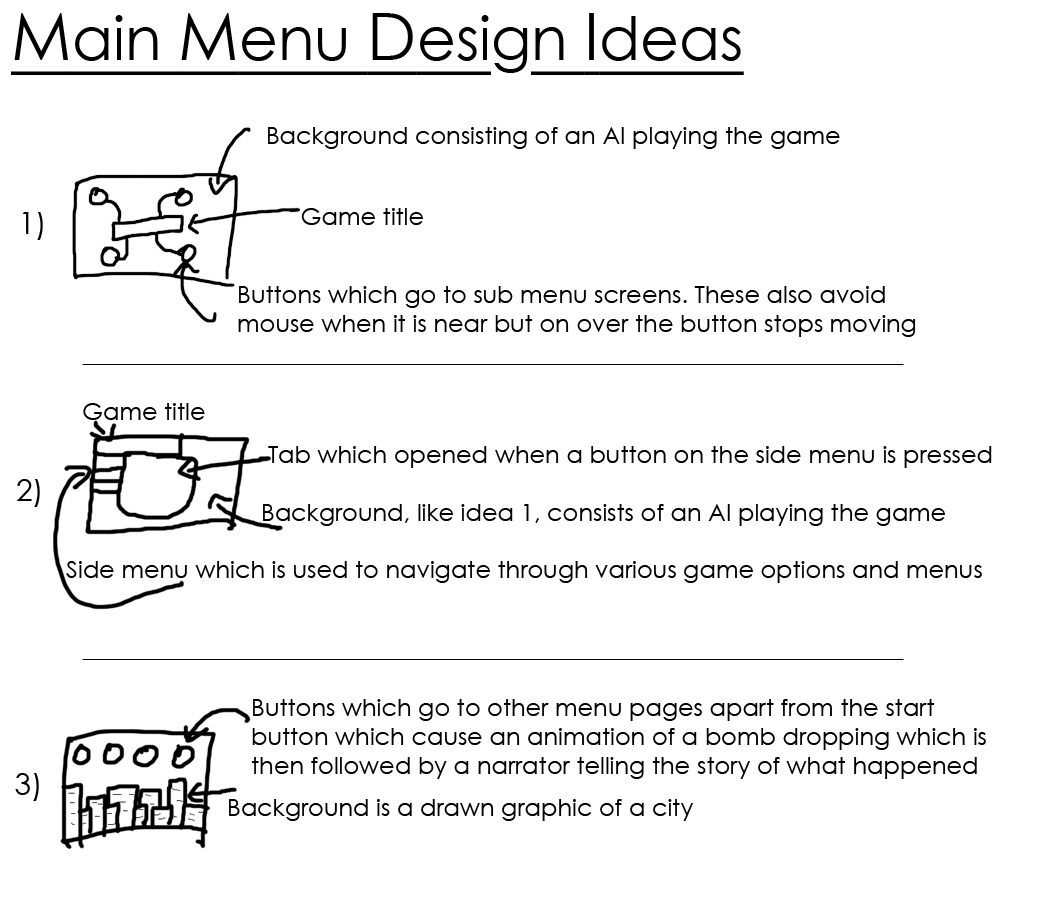 Main Menu Design Ideas
Background consisting of an AI playing the game
1)
Game title
Buttons which go to sub menu screens. These also avoid
mouse when it is near but on over the button stops moving
Game title
Tab which opened when a button on the side menu is pressed
2)
Background, like idea 1, consists of an AI playing the game
Side menu which is used to navigate through various game options and menus
Buttons which go to other menu pages apart from the start
button which cause an animation of a bomb dropping which is
then followed by a narrator telling the story of what happened
3)
Background is a drawn graphic of a city